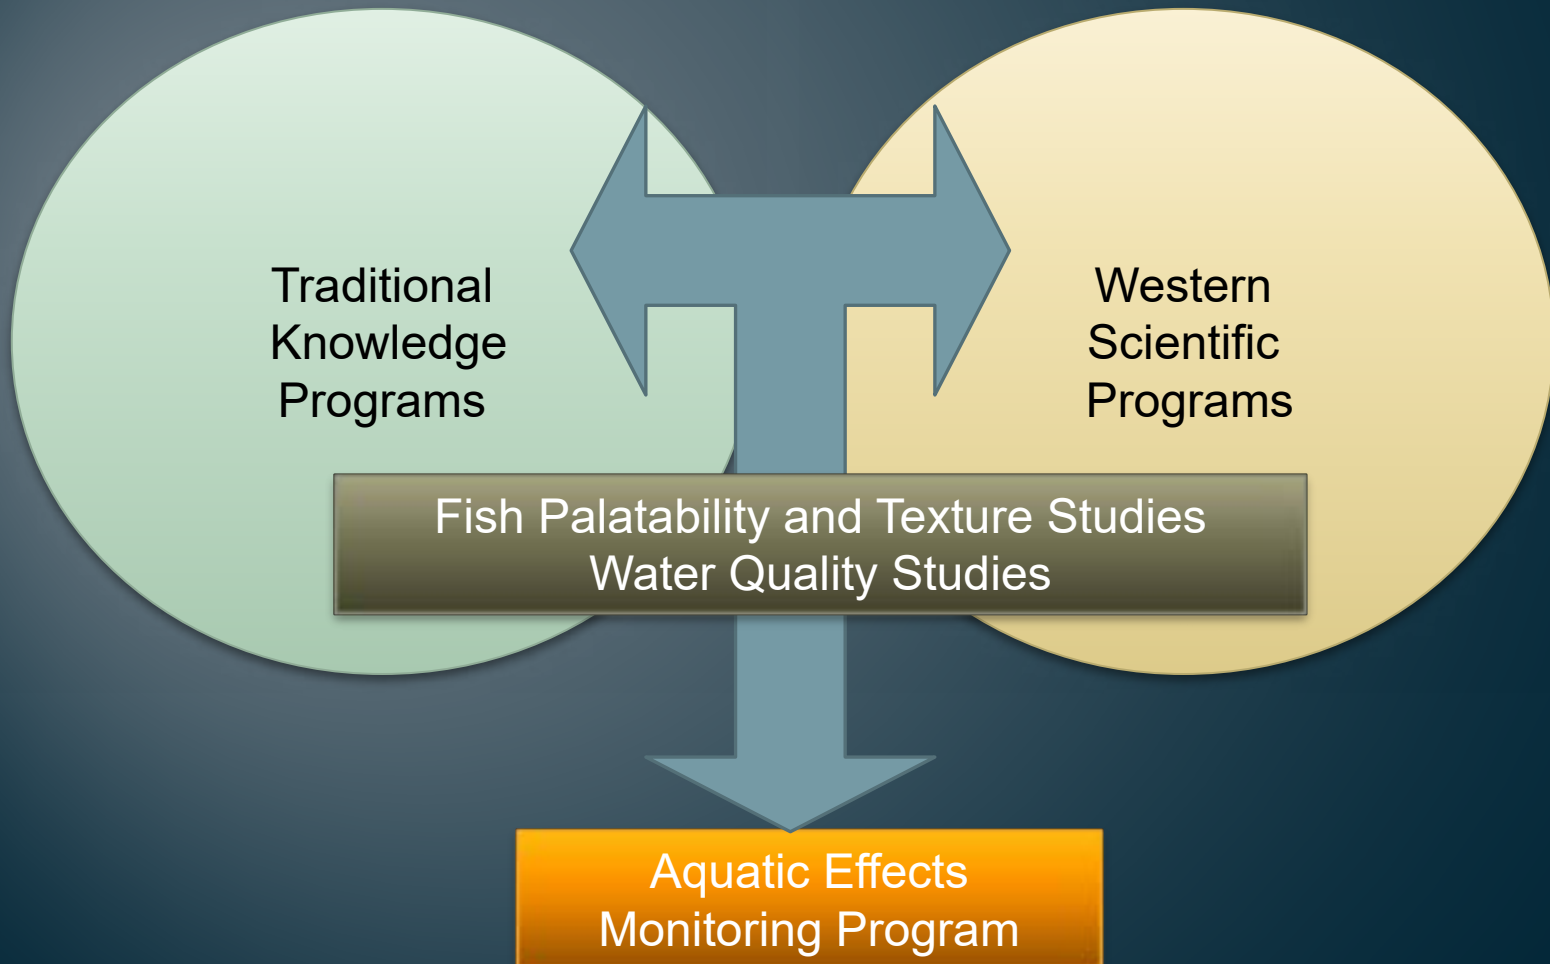 Traditional
Knowledge
Programs
Western
Scientific
Programs
Fish Palatability and Texture Studies
Water Quality Studies
Aquatic Effects
Monitoring Program